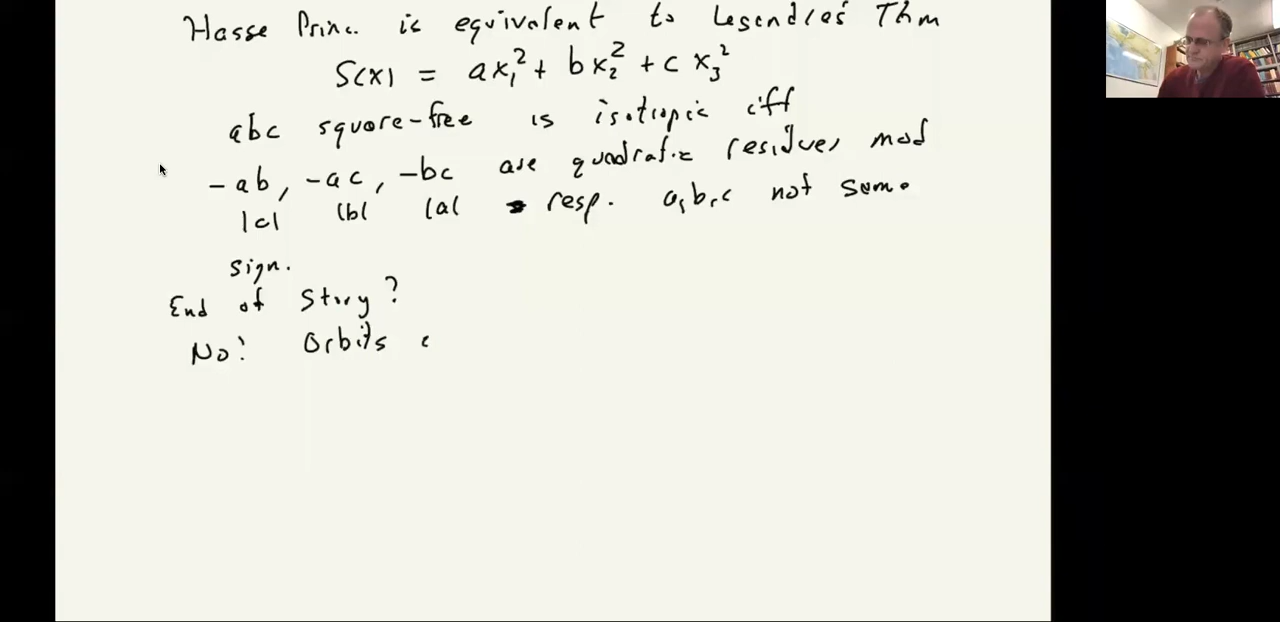 Hasse Princ. is equivalent to Legendres Thm
S(x) = ax₁² + bx₂² + cx₃²
abc square-free is isotropic iff
-ab, -ac, -bc are quadratic residues mod
|c| |b| |a| resp. a,b,c not same
sign.
End of Story?
No! Orbits c